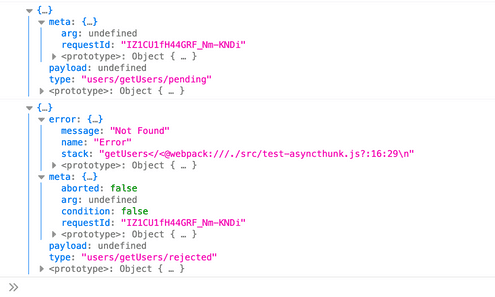 {…}
meta: {…}
arg: undefined
requestId: "IZ1CU1fH44GRF_Nm-KNDi"
<prototype>: Object { … }
payload: undefined
type: "users/getUsers/pending"
<prototype>: Object { … }
{…}
error: {…}
message: "Not Found"
name: "Error"
stack: "getUsers</<@webpack:///./src/test-asyncthunk.js?:16:29\n"
<prototype>: Object { … }
meta: {…}
aborted: false
arg: undefined
condition: false
requestId: "IZ1CU1fH44GRF_Nm-KNDi"
<prototype>: Object { … }
payload: undefined
type: "users/getUsers/rejected"
<prototype>: Object { … }